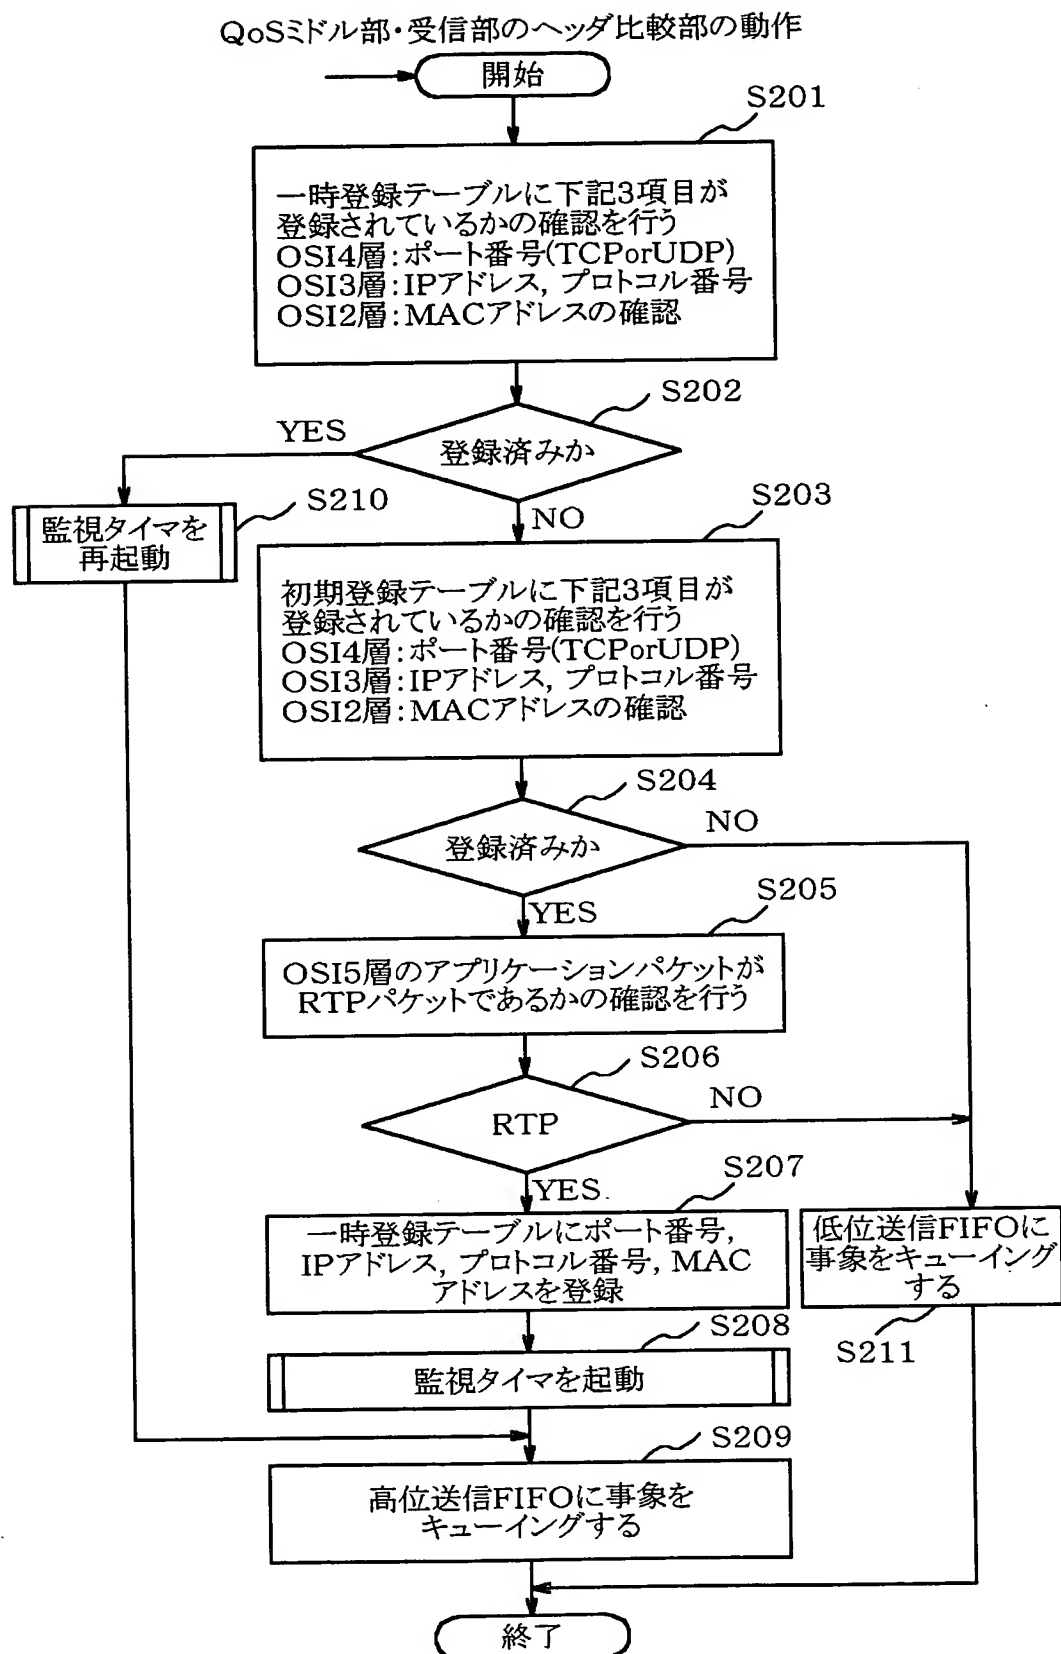 QoSミドル部・受信部のヘッダ比較部の動作
開始
S201
一時登録テーブルに下記3項目が
登録されているかの確認を行う
OSI4層:ポート番号(TCPorUDP)
OSI3層:IPアドレス, プロトコル番号
OSI2層:MACアドレスの確認
S202
YES
登録済みか
S210
監視タイマを
再起動
NO
S203
初期登録テーブルに下記3項目が
登録されているかの確認を行う
OSI4層:ポート番号(TCPorUDP)
OSI3層:IPアドレス, プロトコル番号
OSI2層:MACアドレスの確認
S204
NO
登録済みか
YES
S205
OSI5層のアプリケーションパケットが
RTPパケットであるかの確認を行う
S206
NO
RTP
YES
S207
一時登録テーブルにポート番号,
IPアドレス, プロトコル番号, MAC
アドレスを登録
低位送信FIFOに
事象をキューイング
する
S211
S208
監視タイマを起動
S209
高位送信FIFOに事象を
キューイングする
終了